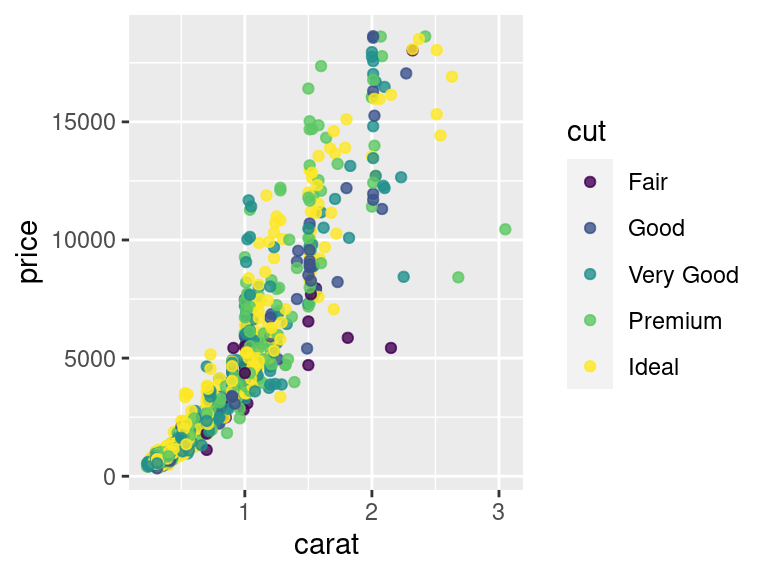 15000
10000
5000
0
price
1
2
3
carat
cut
Fair
Good
Very Good
Premium
Ideal